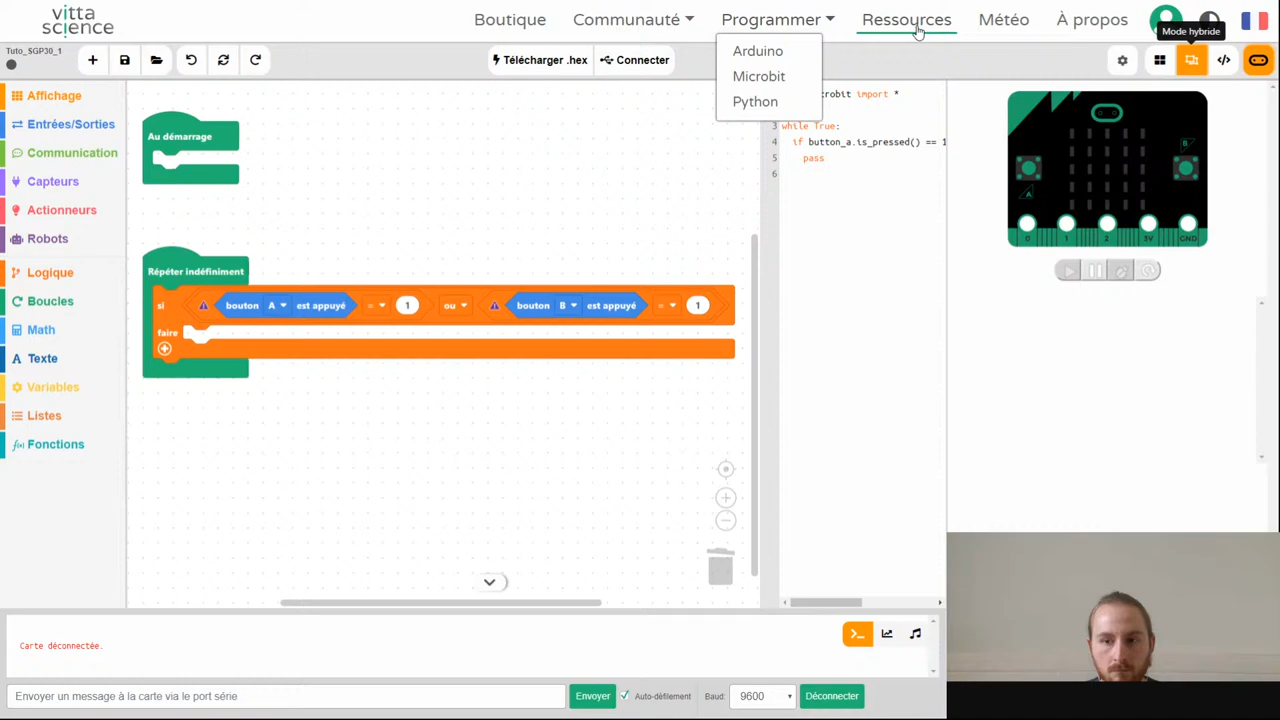 vitta
science
Boutique
Communauté
Programmer
Ressources
Météo
À propos
Mode hybride
Arduino
Microbit
Python
Tuto_SGP30_1
Télécharger .hex
Connecter
Affichage
Entrées/Sorties
Communication
Capteurs
Actionneurs
Robots
Logique
Boucles
Math
Texte
Variables
Listes
Fonctions
Au démarrage
Répéter indéfiniment
si bouton A est appuyé = 1 ou bouton B est appuyé = 1
faire
import *
3 while True:
4 if button_a.is_pressed() == 1
5 pass
6
A
B
0 1 2 3V GND
Carte déconnectée.
Envoyer un message à la carte via le port série
Envoyer
Auto-défilement
Baud:
9600
Déconnecter